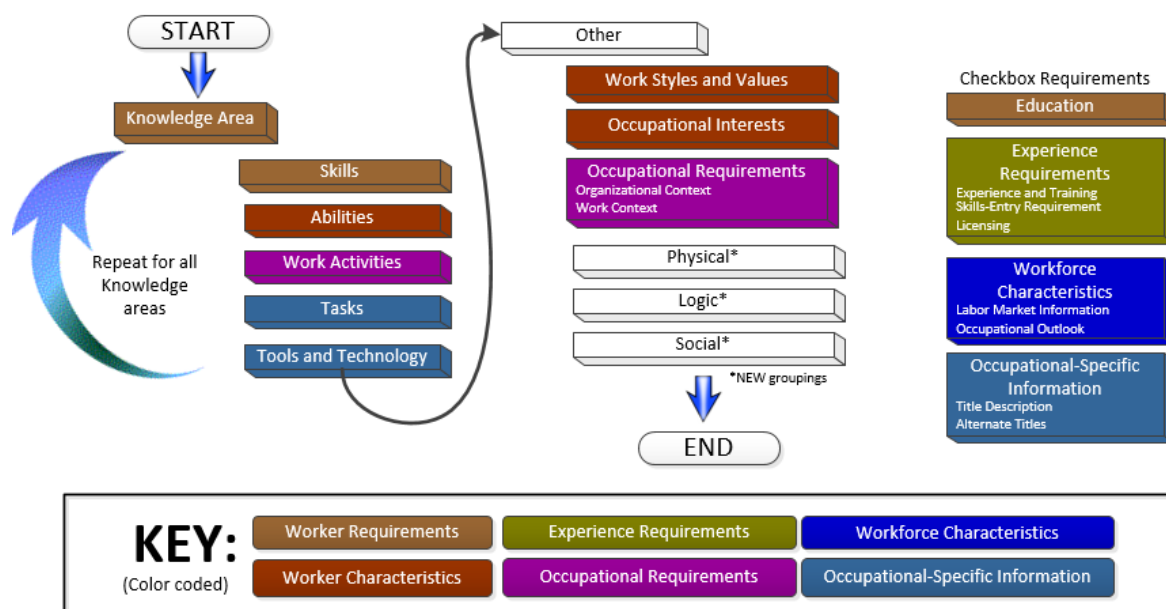 START
Knowledge Area
Skills
Abilities
Work Activities
Tasks
Tools and Technology
Repeat for all
Knowledge
areas
Other
Work Styles and Values
Occupational Interests
Occupational Requirements
Organizational Context
Work Context
Physical*
Logic*
Social*
*NEW groupings
END
Checkbox Requirements
Education
Experience
Requirements
Experience and Training
Skills-Entry Requirement
Licensing
Workforce
Characteristics
Labor Market Information
Occupational Outlook
Occupational-Specific
Information
Title Description
Alternate Titles
KEY:
(Color coded)
Worker Requirements
Experience Requirements
Workforce Characteristics
Worker Characteristics
Occupational Requirements
Occupational-Specific Information